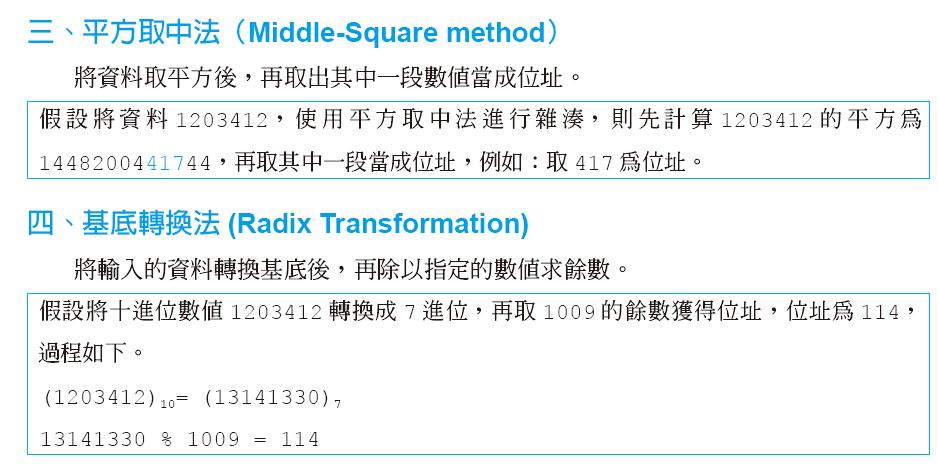 三、平方取中法（Middle-Square method）
將資料取平方後，再取出其中一段數值當成位址。
假設將資料 1203412，使用平方取中法進行雜湊，則先計算 1203412 的平方為
1448200441744，再取其中一段當成位址，例如：取 417 為位址。
四、基底轉換法 (Radix Transformation)
將輸入的資料轉換基底後，再除以指定的數值求餘數。
假設將十進位數值 1203412 轉換成 7 進位，再取 1009 的餘數獲得位址，位址為 114，
過程如下。
(1203412)₁₀= (13141330)₇
13141330 % 1009 = 114